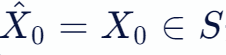 X̂₀ = X₀ ∈ S